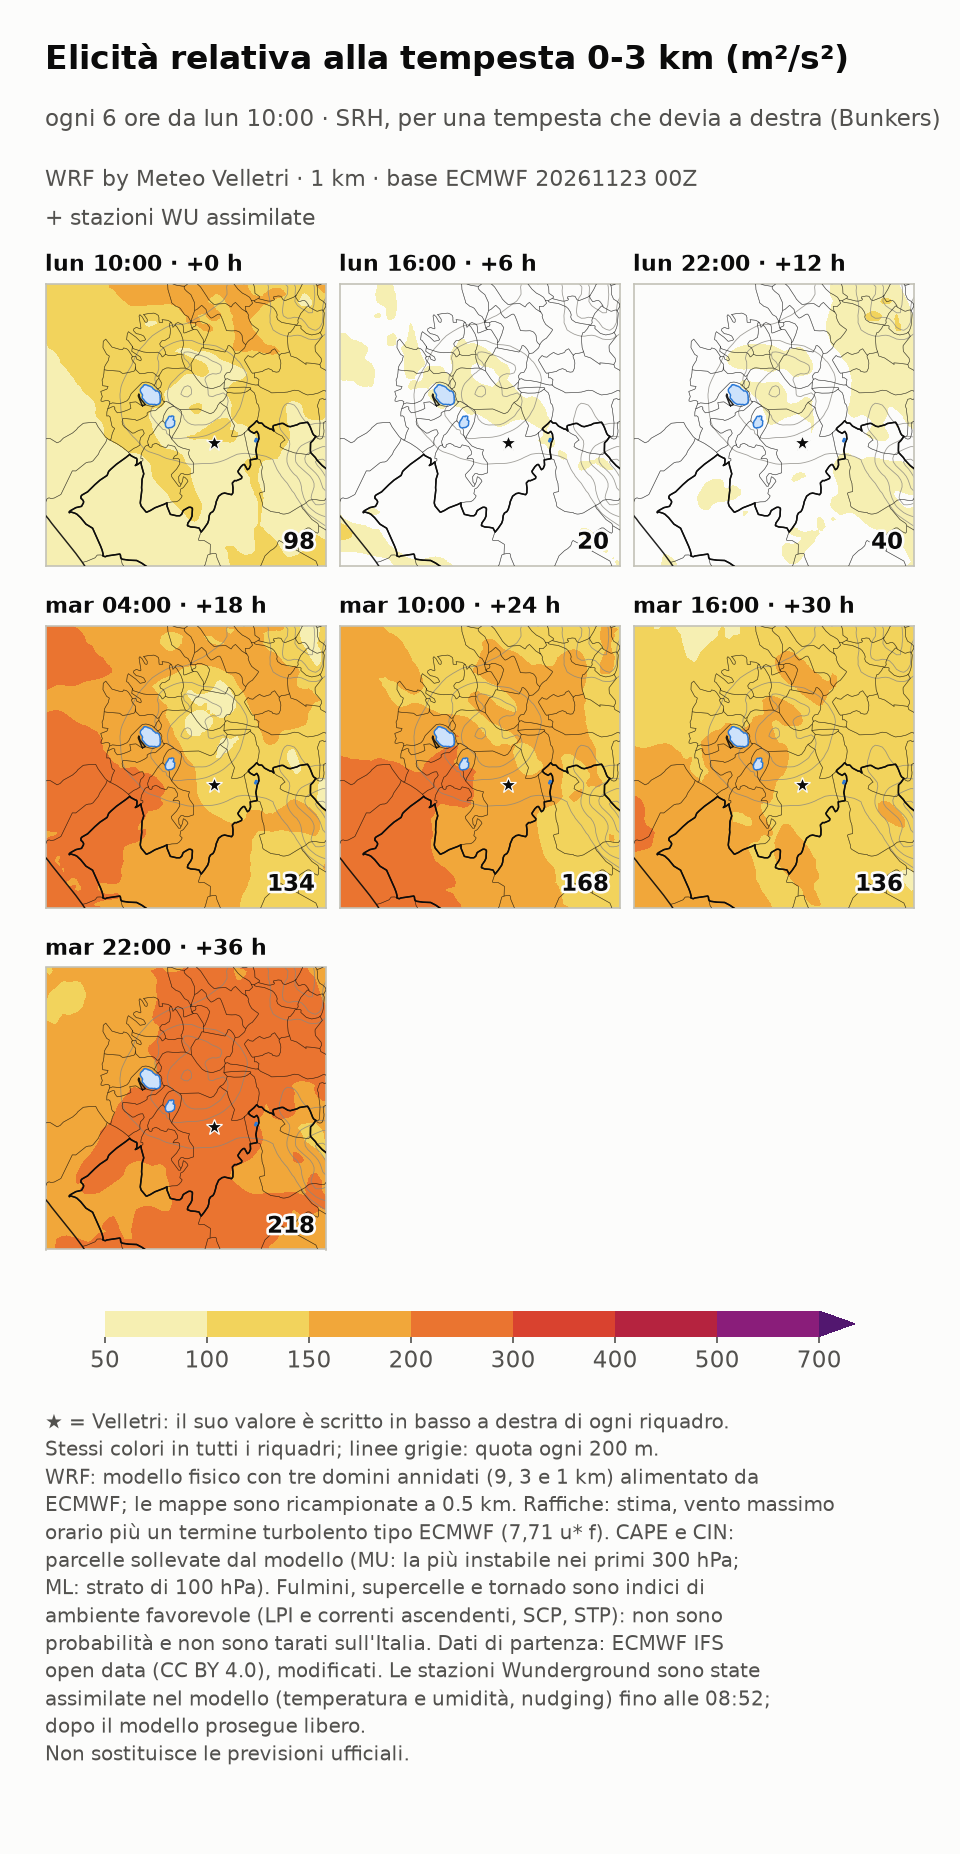 Elicità relativa alla tempesta 0-3 km (m²/s²)
ogni 6 ore da lun 10:00 · SRH, per una tempesta che devia a destra (Bunkers)
WRF by Meteo Velletri · 1 km · base ECMWF 20261123 00Z
+ stazioni WU assimilate
lun 10:00 · +0 h
lun 16:00 · +6 h
lun 22:00 · +12 h
98
20
40
mar 04:00 · +18 h
mar 10:00 · +24 h
mar 16:00 · +30 h
134
168
136
mar 22:00 · +36 h
218
50 100 150 200 300 400 500 700
★ = Velletri: il suo valore è scritto in basso a destra di ogni riquadro.
Stessi colori in tutti i riquadri; linee grigie: quota ogni 200 m.
WRF: modello fisico con tre domini annidati (9, 3 e 1 km) alimentato da
ECMWF; le mappe sono ricampionate a 0.5 km. Raffiche: stima, vento massimo
orario più un termine turbolento tipo ECMWF (7,71 u* f). CAPE e CIN:
parcelle sollevate dal modello (MU: la più instabile nei primi 300 hPa;
ML: strato di 100 hPa). Fulmini, supercelle e tornado sono indici di
ambiente favorevole (LPI e correnti ascendenti, SCP, STP): non sono
probabilità e non sono tarati sull'Italia. Dati di partenza: ECMWF IFS
open data (CC BY 4.0), modificati. Le stazioni Wunderground sono state
assimilate nel modello (temperatura e umidità, nudging) fino alle 08:52;
dopo il modello prosegue libero.
Non sostituisce le previsioni ufficiali.